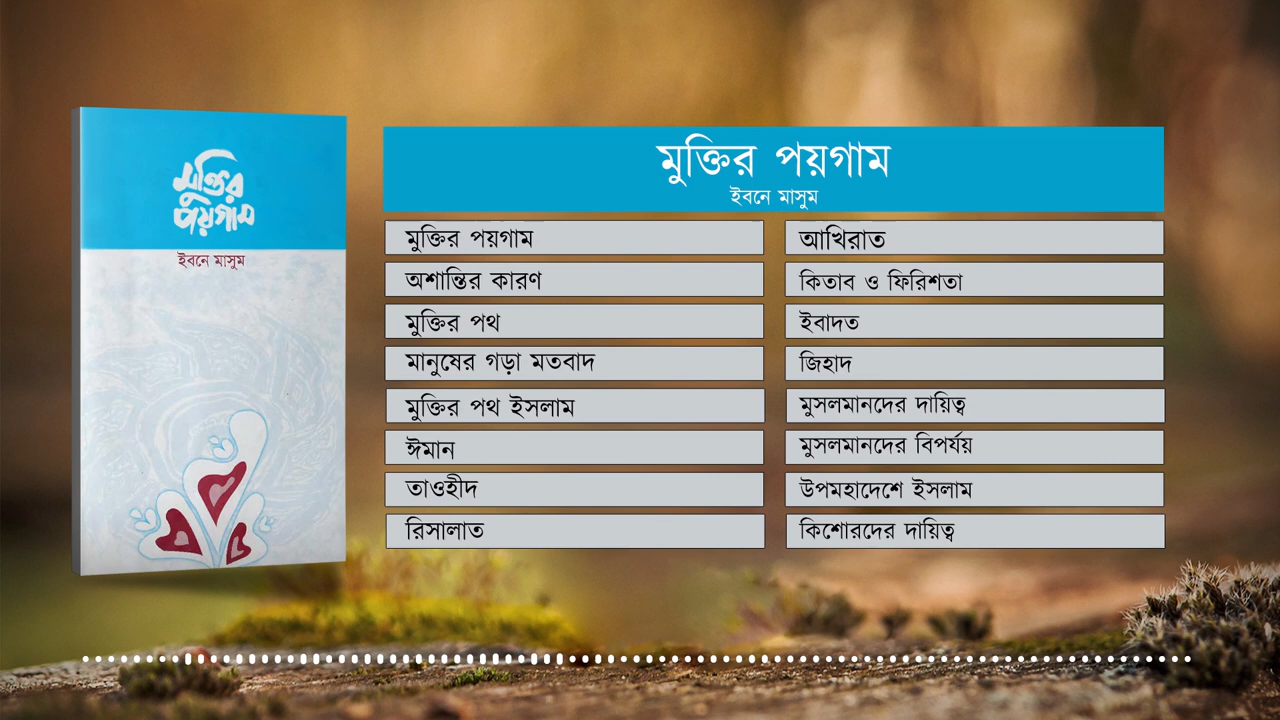 মুক্তির
পয়গাম
ইবনে মাসুম
মুক্তির পয়গাম
ইবনে মাসুম
মুক্তির পয়গাম
অশান্তির কারণ
মুক্তির পথ
মানুষের গড়া মতবাদ
মুক্তির পথ ইসলাম
ঈমান
তাওহীদ
রিসালাত
আখিরাত
কিতাব ও ফিরিশতা
ইবাদত
জিহাদ
মুসলমানদের দায়িত্ব
মুসলমানদের বিপর্যয়
উপমহাদেশে ইসলাম
কিশোরদের দায়িত্ব